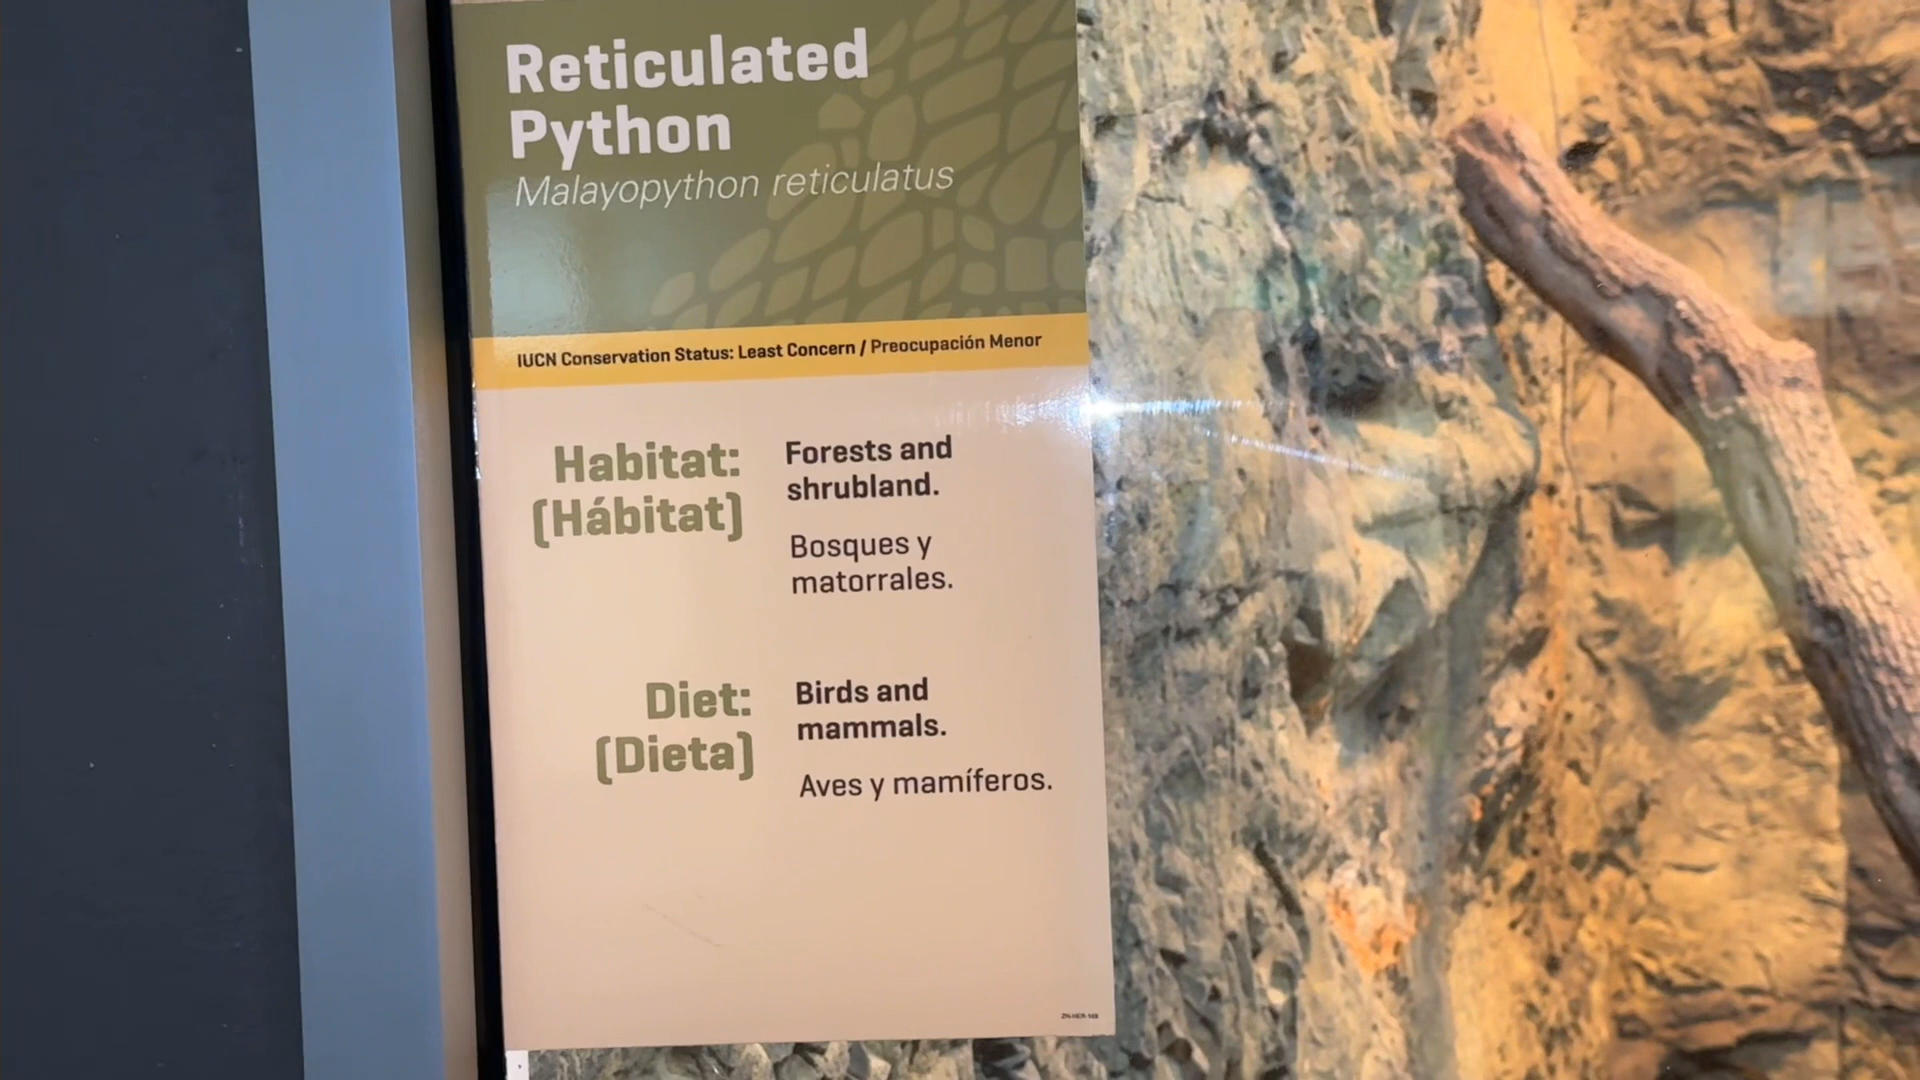 Reticulated
Python
Malayopython reticulatus
IUCN Conservation Status: Least Concern / Preocupación Menor
Habitat:
(Hábitat)
Forests and
shrubland.
Bosques y
matorrales.
Diet:
(Dieta)
Birds and
mammals.
Aves y mamíferos.